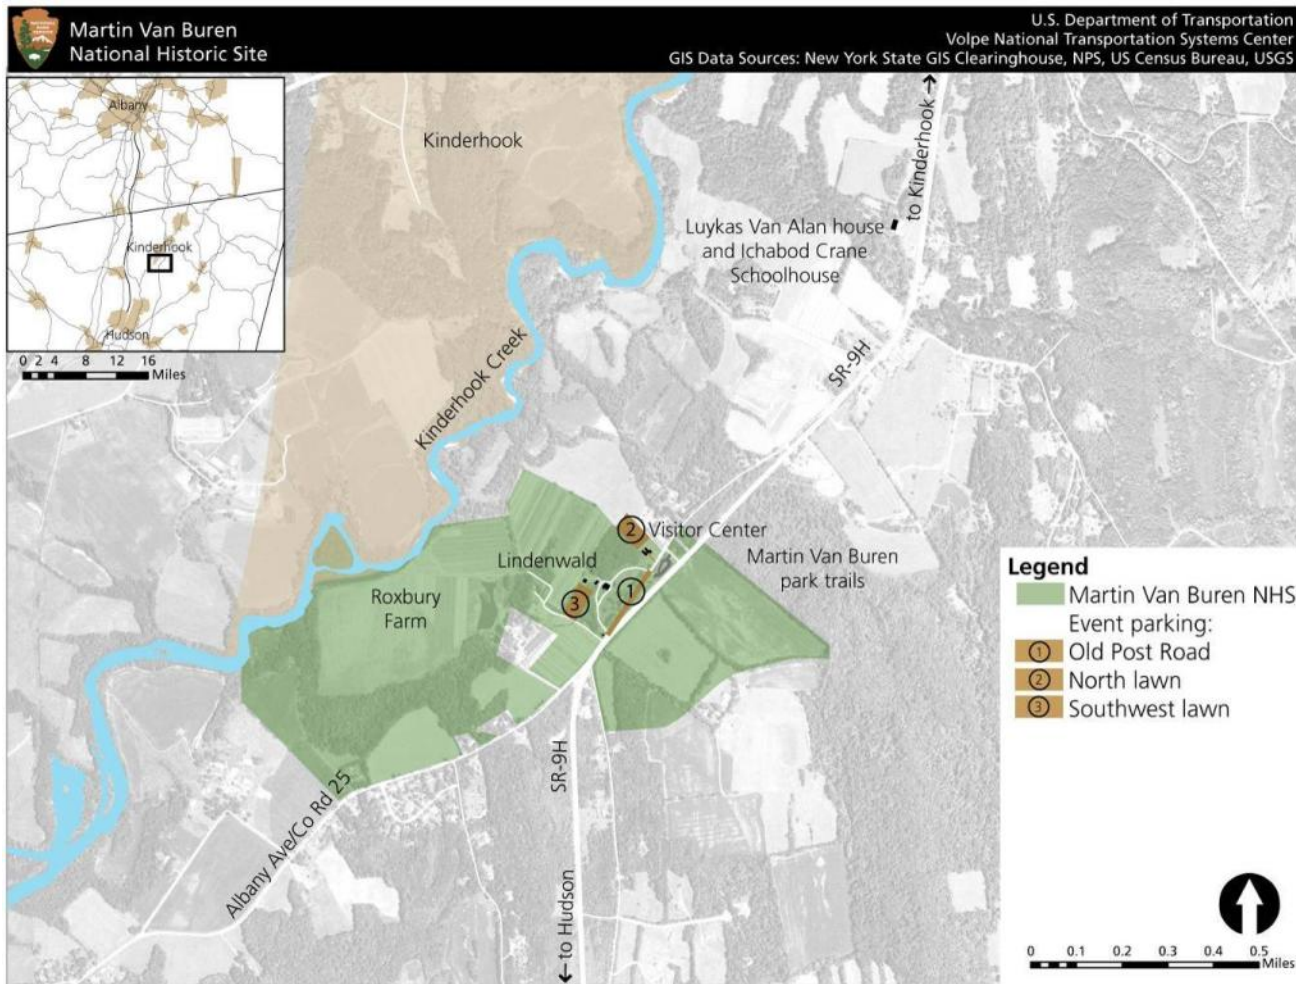 Martin Van Buren
National Historic Site
U.S. Department of Transportation
Volpe National Transportation Systems Center
GIS Data Sources: New York State GIS Clearinghouse, NPS, US Census Bureau, USGS
Albany
Kinderhook
Hudson
0 2 4 8 12 16
Miles
Kinderhook
to Kinderhook →
Luykas Van Alan house
and Ichabod Crane
Schoolhouse
Kinderhook Creek
SR-9H
2
Visitor Center
Lindenwald
Martin Van Buren
park trails
1
3
Roxbury
Farm
SR-9H
Albany Ave/Co Rd 25
← to Hudson
Legend
Martin Van Buren NHS
Event parking:
1 Old Post Road
2 North lawn
3 Southwest lawn
0 0.1 0.2 0.3 0.4 0.5
Miles